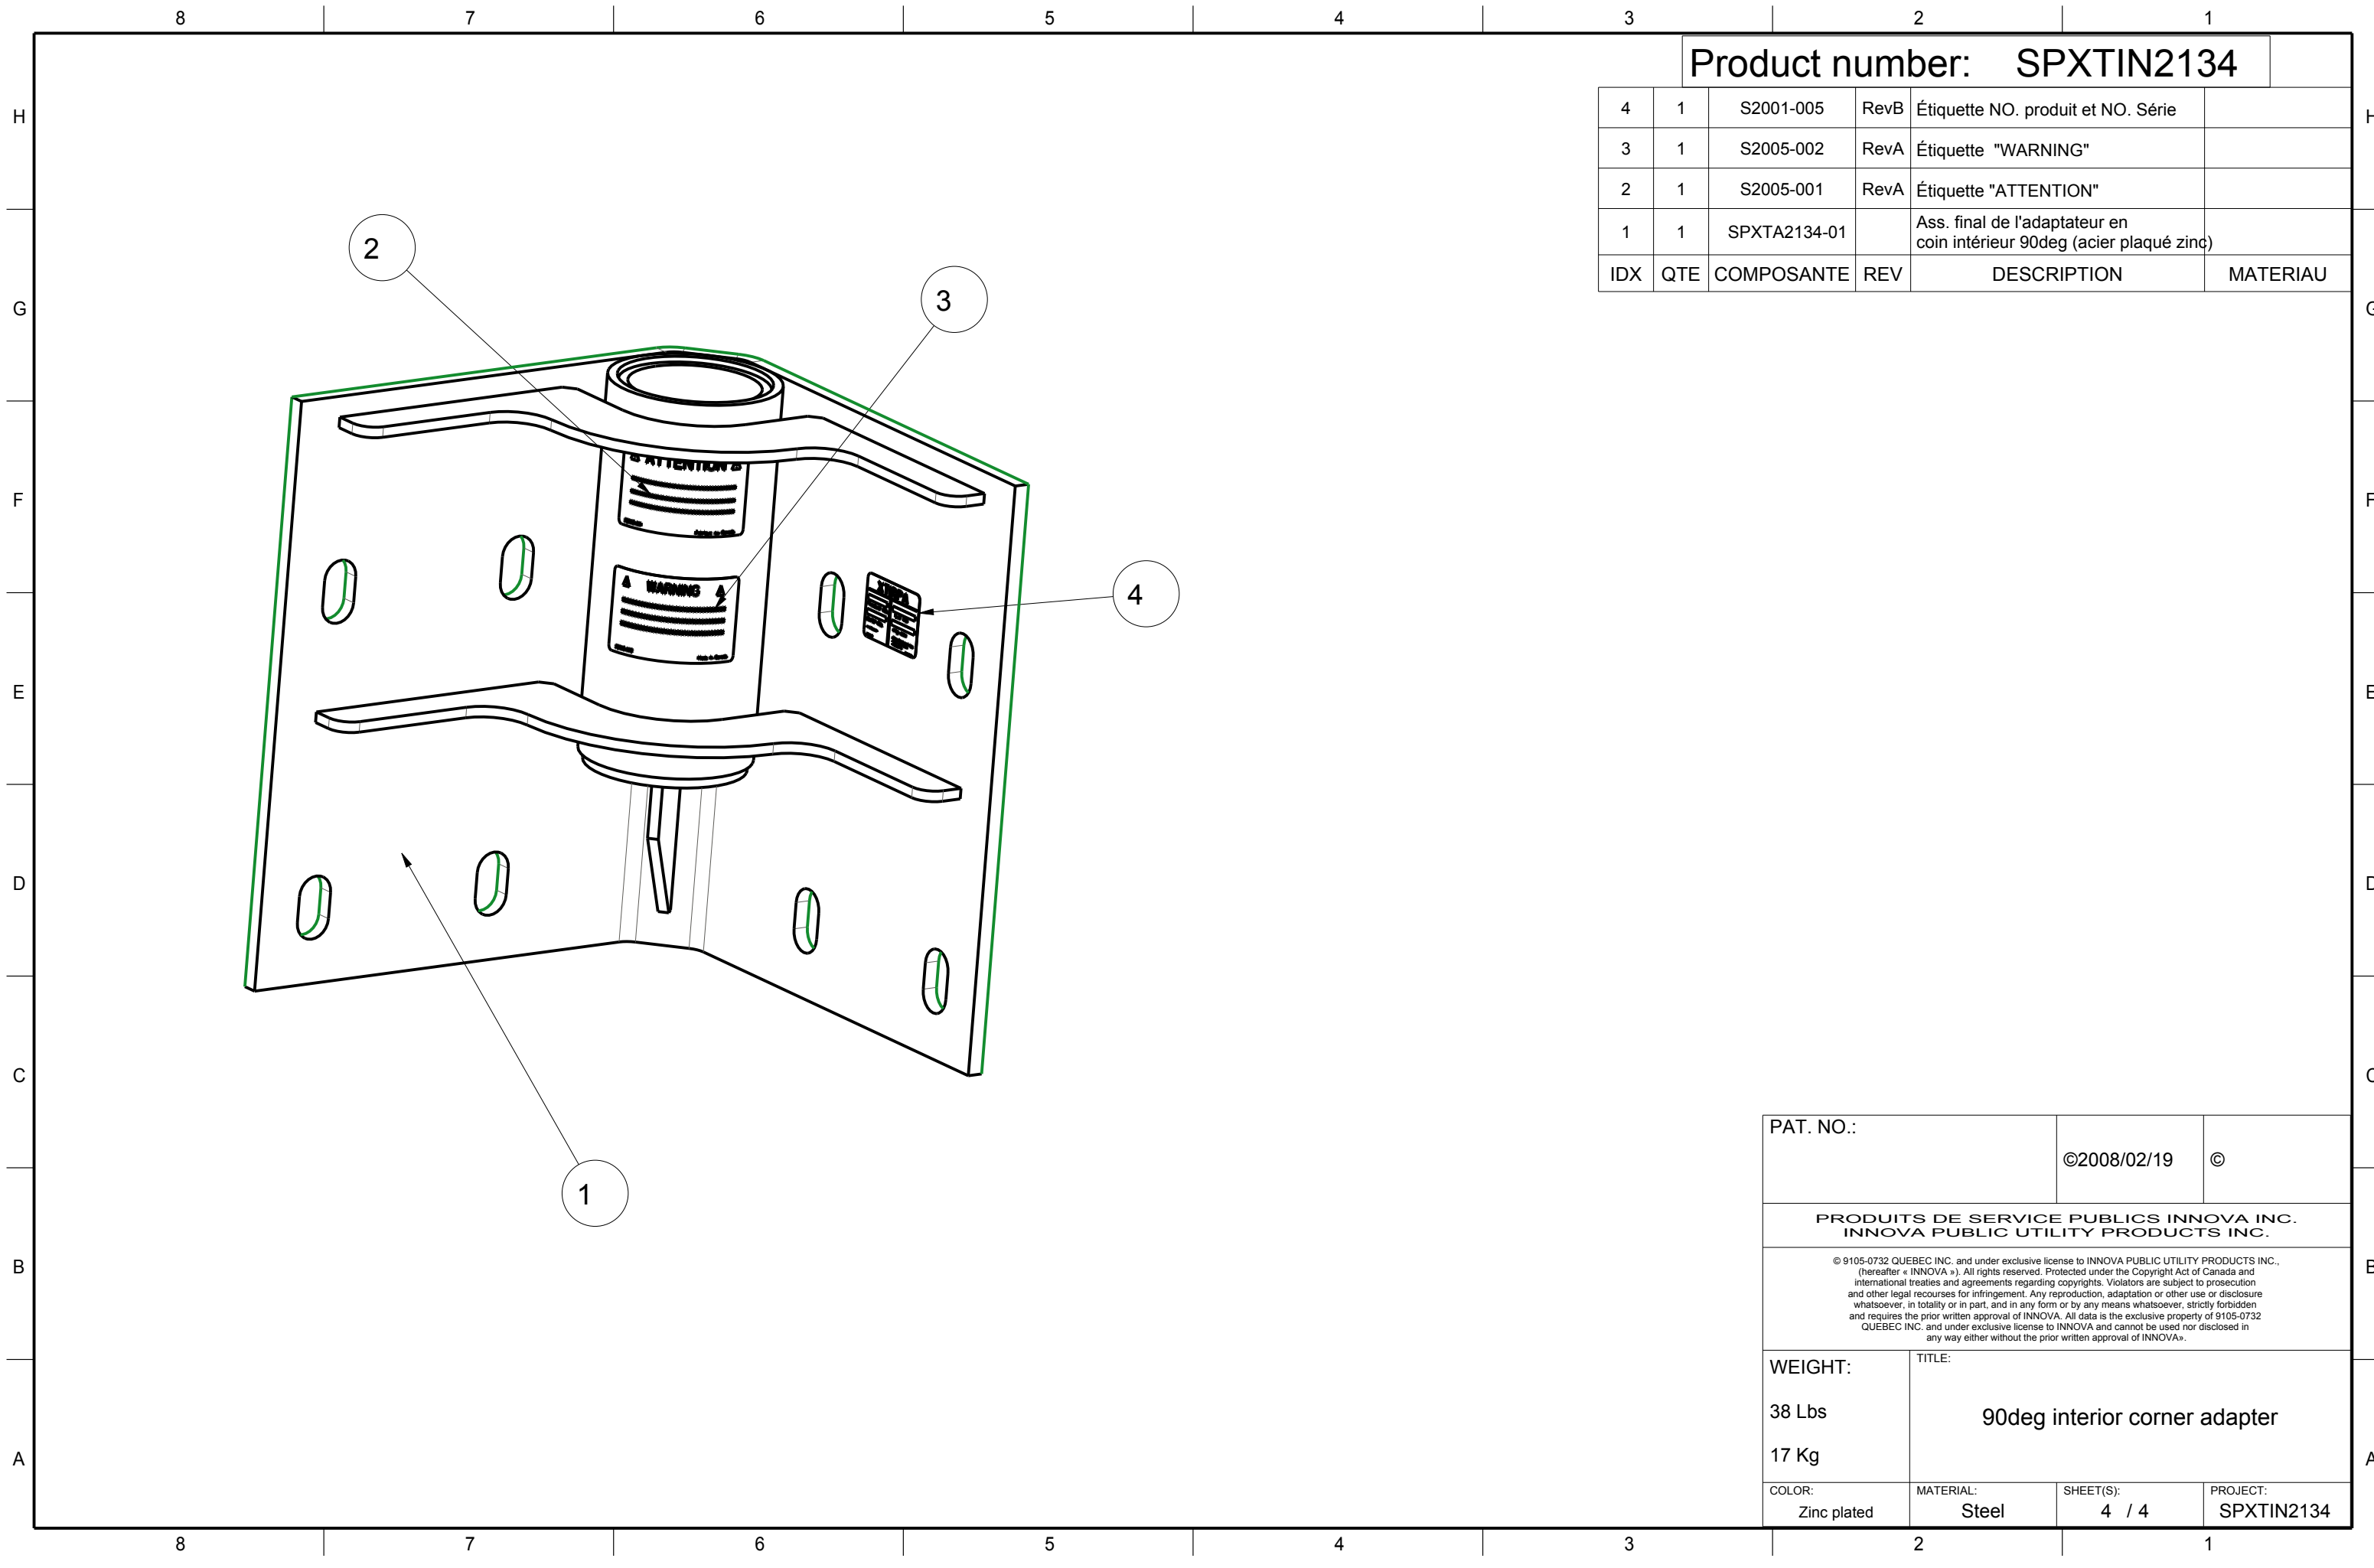 8 7 6 5 4 3 2 1
Product number: SPXTIN2134
4 1 S2001-005 RevB Étiquette NO. produit et NO. Série
3 1 S2005-002 RevA Étiquette "WARNING"
2 1 S2005-001 RevA Étiquette "ATTENTION"
1 1 SPXTA2134-01 Ass. final de l'adaptateur en
coin intérieur 90deg (acier plaqué zinc)
IDX QTE COMPOSANTE REV DESCRIPTION MATERIAU
H H
G G
F F
E E
D D
C C
B B
A A
2
3
4
1
ATTENTION
WARNING
PAT. NO.:
©2008/02/19 ©
PRODUITS DE SERVICE PUBLICS INNOVA INC.
INNOVA PUBLIC UTILITY PRODUCTS INC.
© 9105-0732 QUEBEC INC. and under exclusive license to INNOVA PUBLIC UTILITY PRODUCTS INC.,
(hereafter « INNOVA »). All rights reserved. Protected under the Copyright Act of Canada and
international treaties and agreements regarding copyrights. Violators are subject to prosecution
and other legal recourses for infringement. Any reproduction, adaptation or other use or disclosure
whatsoever, in totality or in part, and in any form or by any means whatsoever, strictly forbidden
and requires the prior written approval of INNOVA. All data is the exclusive property of 9105-0732
QUEBEC INC. and under exclusive license to INNOVA and cannot be used nor disclosed in
any way either without the prior written approval of INNOVA».
WEIGHT:
38 Lbs
17 Kg
TITLE:
90deg interior corner adapter
COLOR:
Zinc plated
MATERIAL:
Steel
SHEET(S):
4 / 4
PROJECT:
SPXTIN2134
8 7 6 5 4 3 2 1